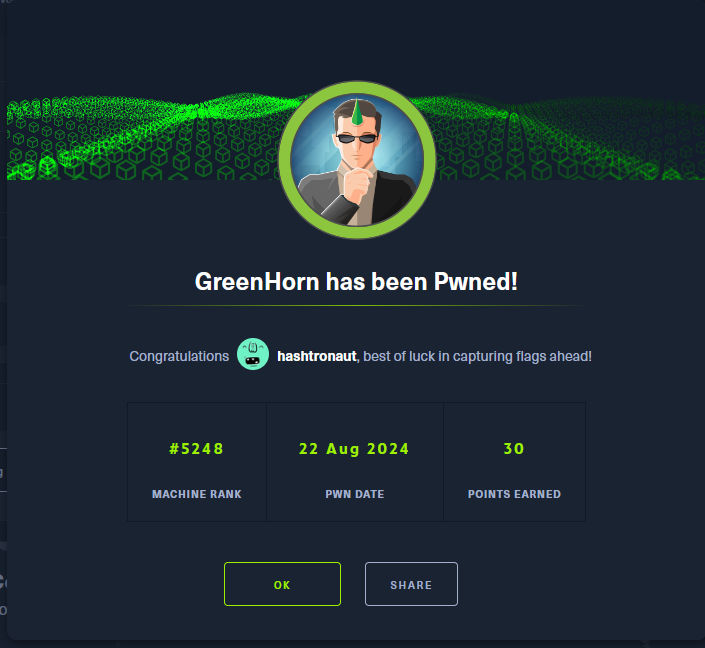 GreenHorn has been Pwned!
Congratulations hashtronaut, best of luck in capturing flags ahead!
#5248 22 Aug 2024 30
MACHINE RANK PWN DATE POINTS EARNED
OK SHARE